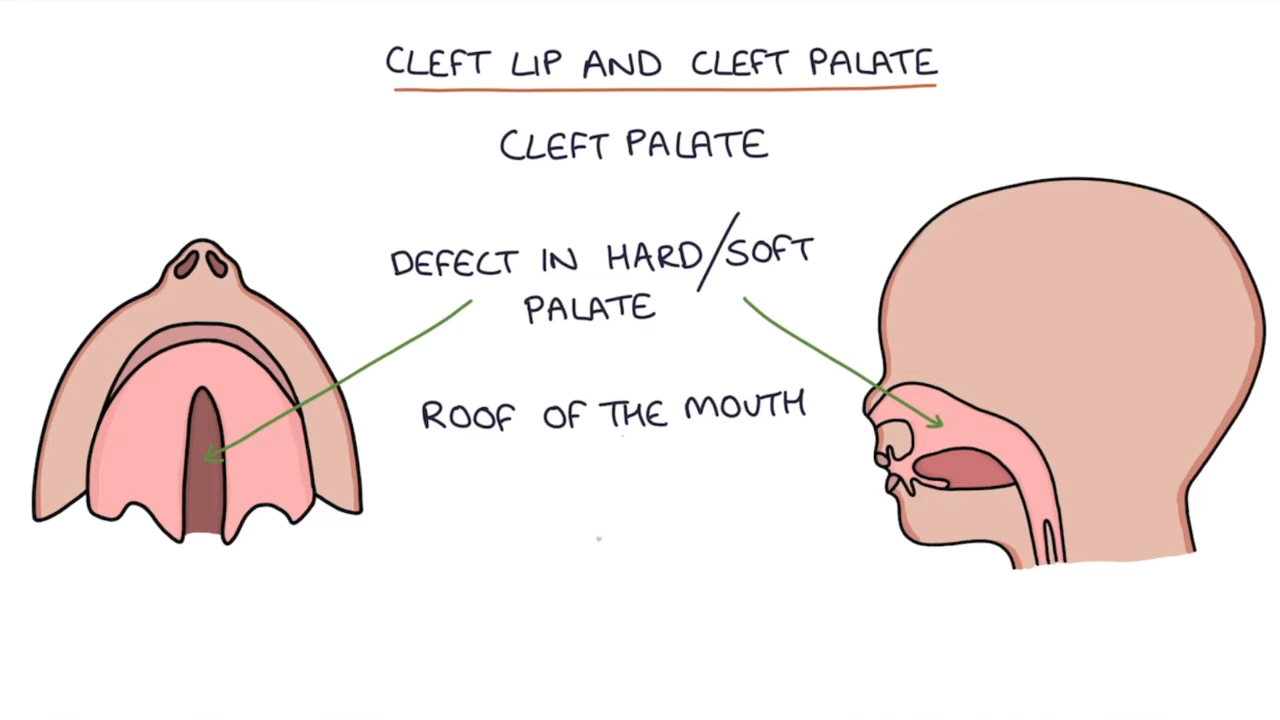 CLEFT LIP AND CLEFT PALATE
CLEFT PALATE
DEFECT IN HARD/SOFT
PALATE
ROOF OF THE MOUTH